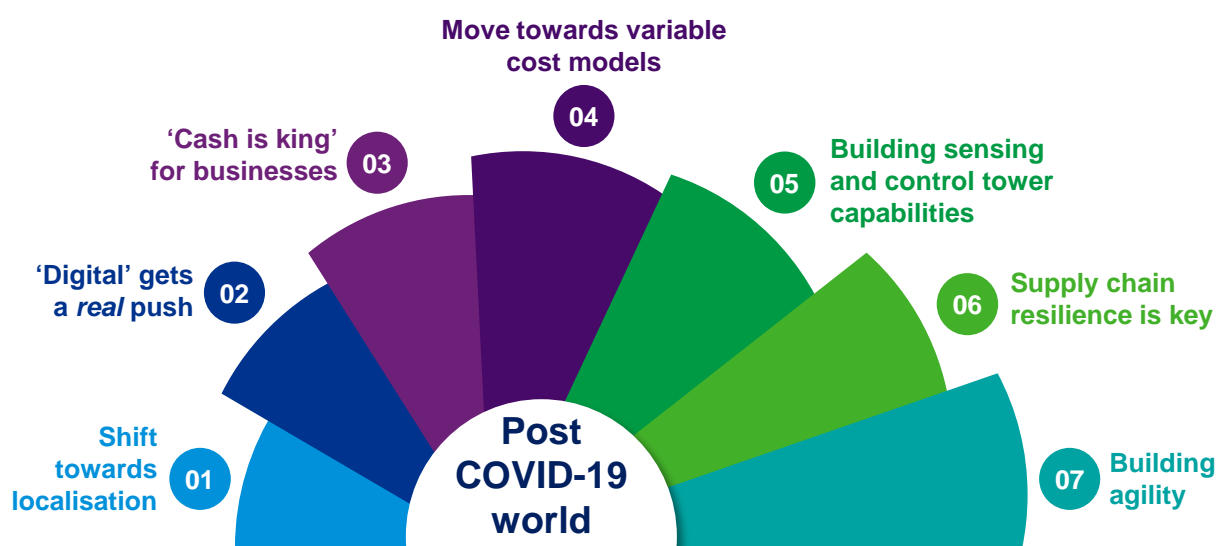 Move towards variable
cost models
04
‘Cash is king’
for businesses
03
Building sensing
and control tower
capabilities
05
‘Digital’ gets
a real push
02
Supply chain
resilience is key
06
Shift
towards
localisation
01
Post
COVID-19
world
Building
agility
07